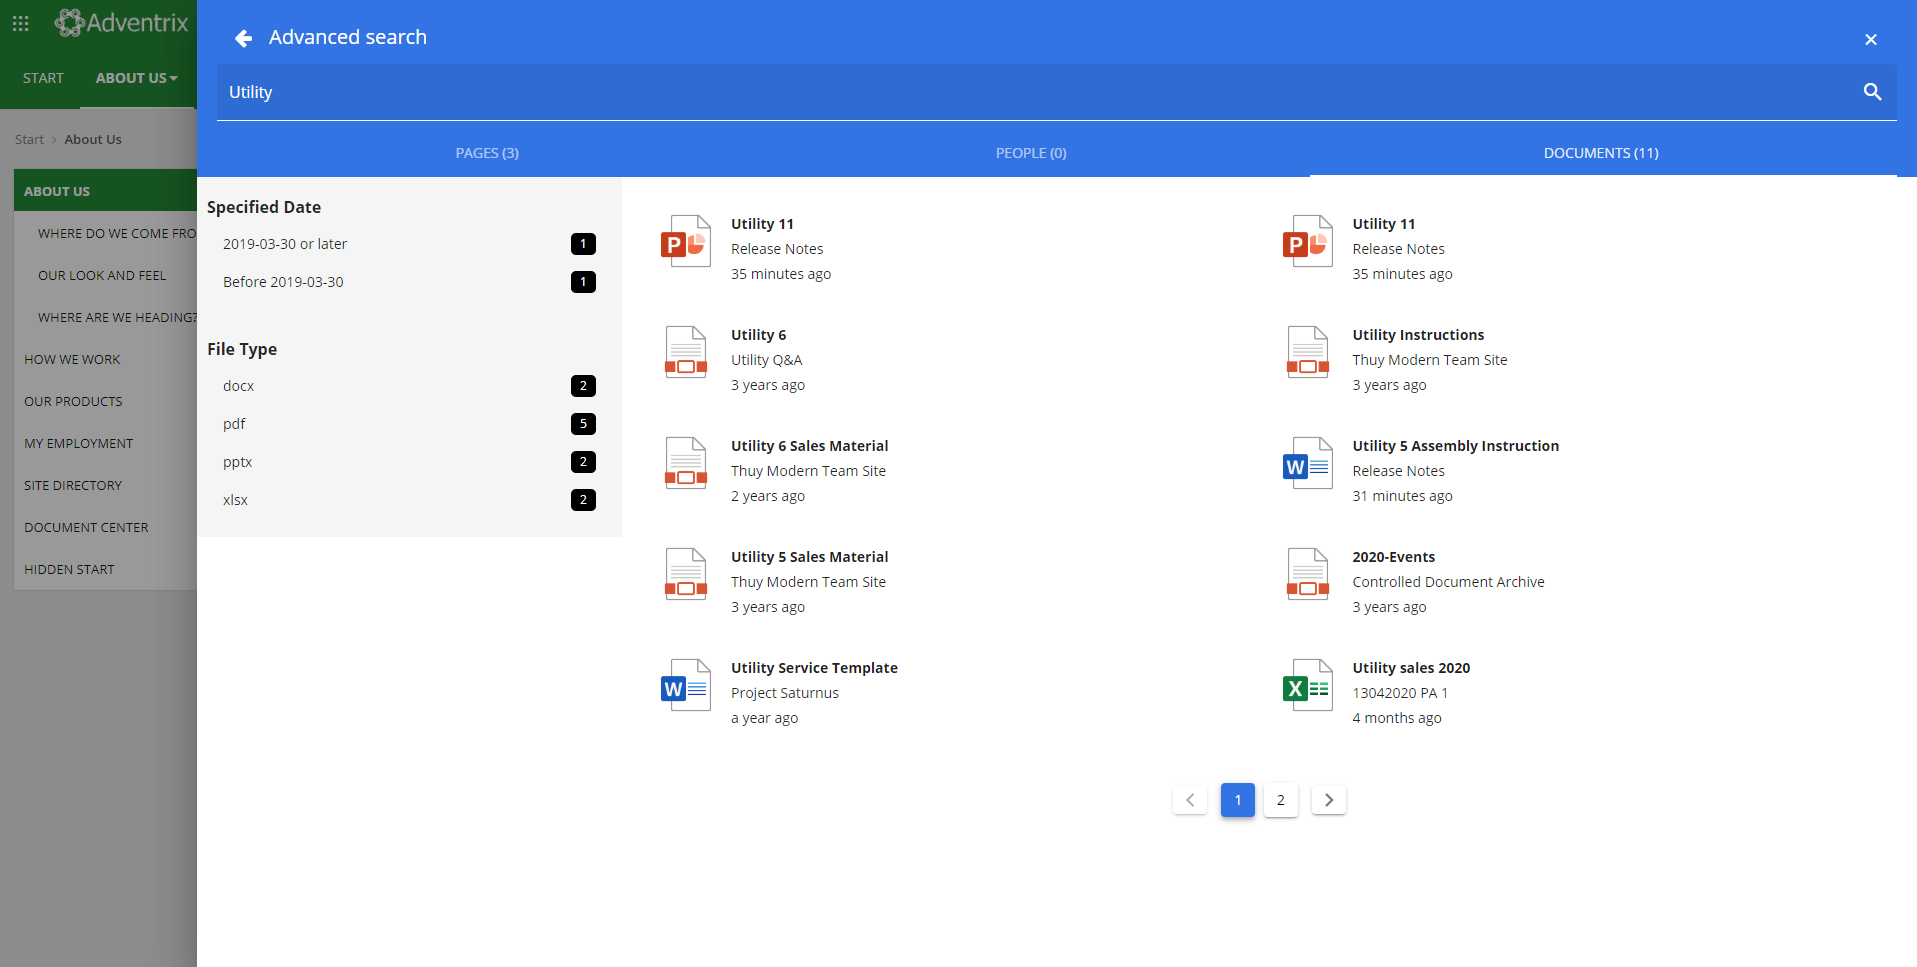 Adventrix
START
ABOUT US
Start > About Us
ABOUT US
WHERE DO WE COME FRO
OUR LOOK AND FEEL
WHERE ARE WE HEADING?
HOW WE WORK
OUR PRODUCTS
MY EMPLOYMENT
SITE DIRECTORY
DOCUMENT CENTER
HIDDEN START
Advanced search
Utility
PAGES (3)
PEOPLE (0)
DOCUMENTS (11)
Specified Date
2019-03-30 or later 1
Before 2019-03-30 1
File Type
docx 2
pdf 5
pptx 2
xlsx 2
P
Utility 11
Release Notes
35 minutes ago
P
Utility 11
Release Notes
35 minutes ago
Utility 6
Utility Q&A
3 years ago
Utility Instructions
Thuy Modern Team Site
3 years ago
Utility 6 Sales Material
Thuy Modern Team Site
2 years ago
W
Utility 5 Assembly Instruction
Release Notes
31 minutes ago
Utility 5 Sales Material
Thuy Modern Team Site
3 years ago
2020-Events
Controlled Document Archive
3 years ago
W
Utility Service Template
Project Saturnus
a year ago
X
Utility sales 2020
13042020 PA 1
4 months ago
1 2